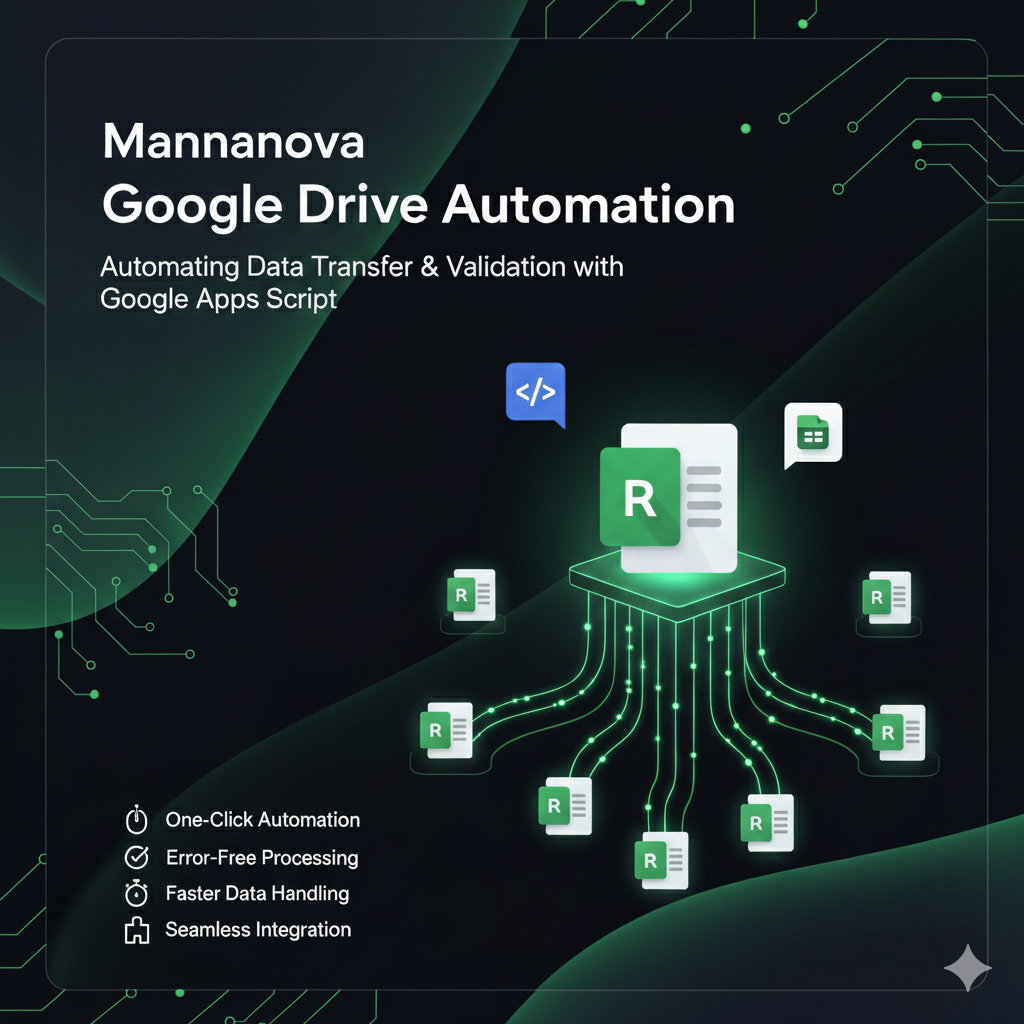 Mannanova
Google Drive Automation
Automating Data Transfer & Validation with
Google Apps Script
</>
R
R
R
R
R
R
R
R
One-Click Automation
Error-Free Processing
Faster Data Handling
Seamless Integration